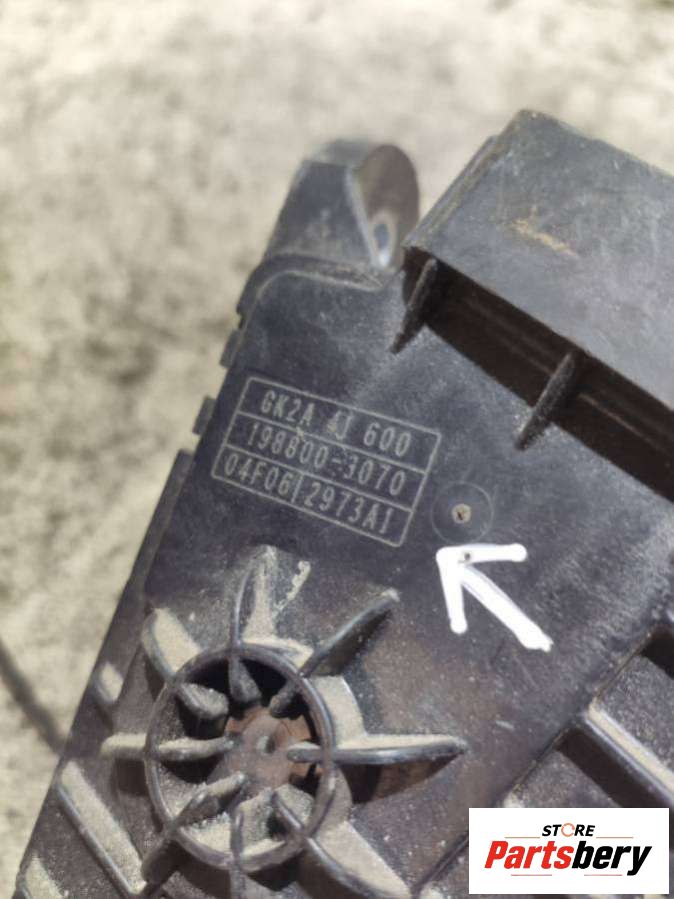 GK2A 41 600
198800-3070
04F06 2973A1
STORE
Partsbery